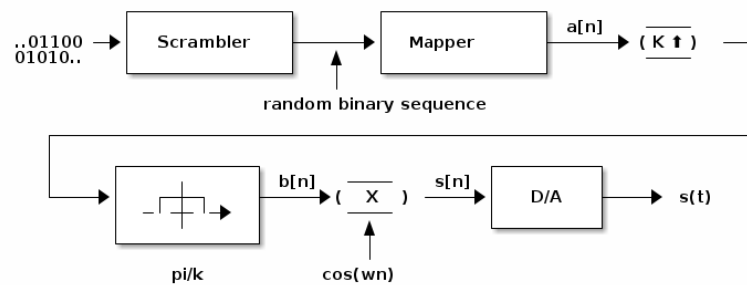 ..01100
01010..
Scrambler
Mapper
a[n]
( K ⬆ )
random binary sequence
b[n]
( X )
s[n]
D/A
s(t)
pi/k
cos(wn)